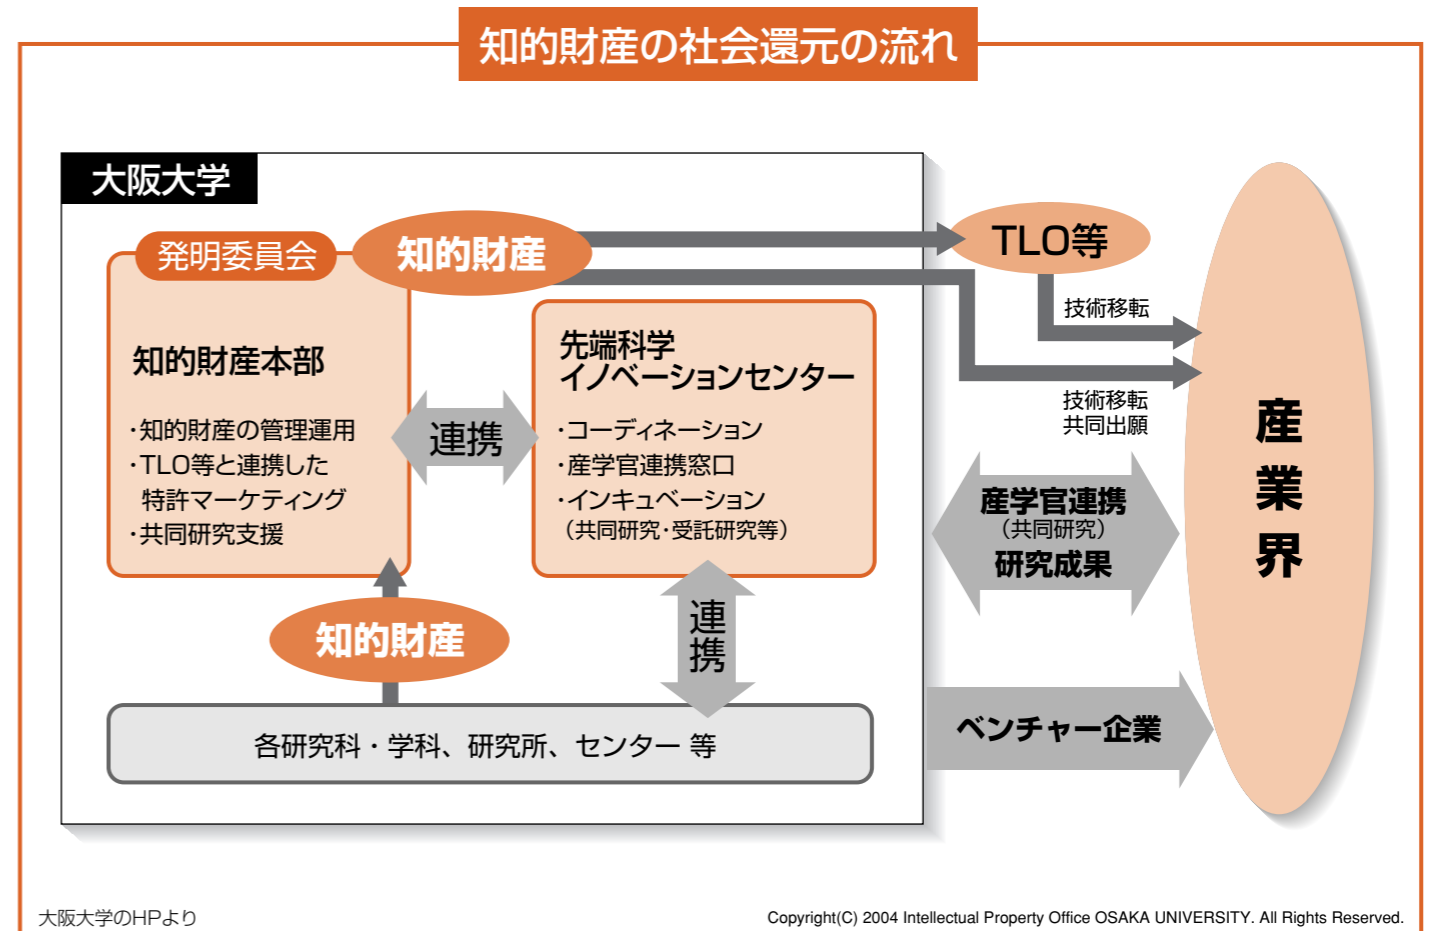 知的財産の社会還元の流れ
大阪大学
発明委員会
知的財産
知的財産本部
・知的財産の管理運用
・TLO等と連携した
特許マーケティング
・共同研究支援
連携
先端科学
イノベーションセンター
・コーディネーション
・産学官連携窓口
・インキュベーション
（共同研究・受託研究等）
知的財産
連携
各研究科・学科、研究所、センター 等
TLO等
技術移転
技術移転
共同出願
産学官連携
（共同研究）
研究成果
ベンチャー企業
産業界
大阪大学のHPより
Copyright(C) 2004 Intellectual Property Office OSAKA UNIVERSITY. All Rights Reserved.